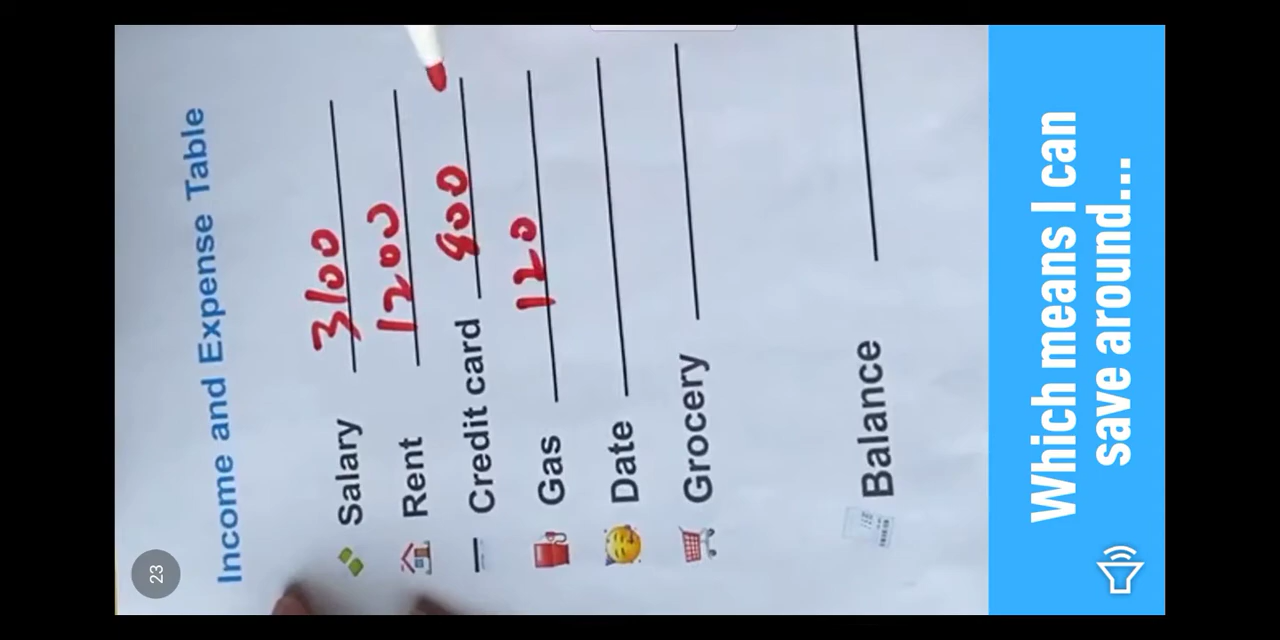 Income and Expense Table
Salary 3100
Rent 1200
Credit card 900
Gas 120
Date
Grocery
Balance
Which means I can
save around...
23